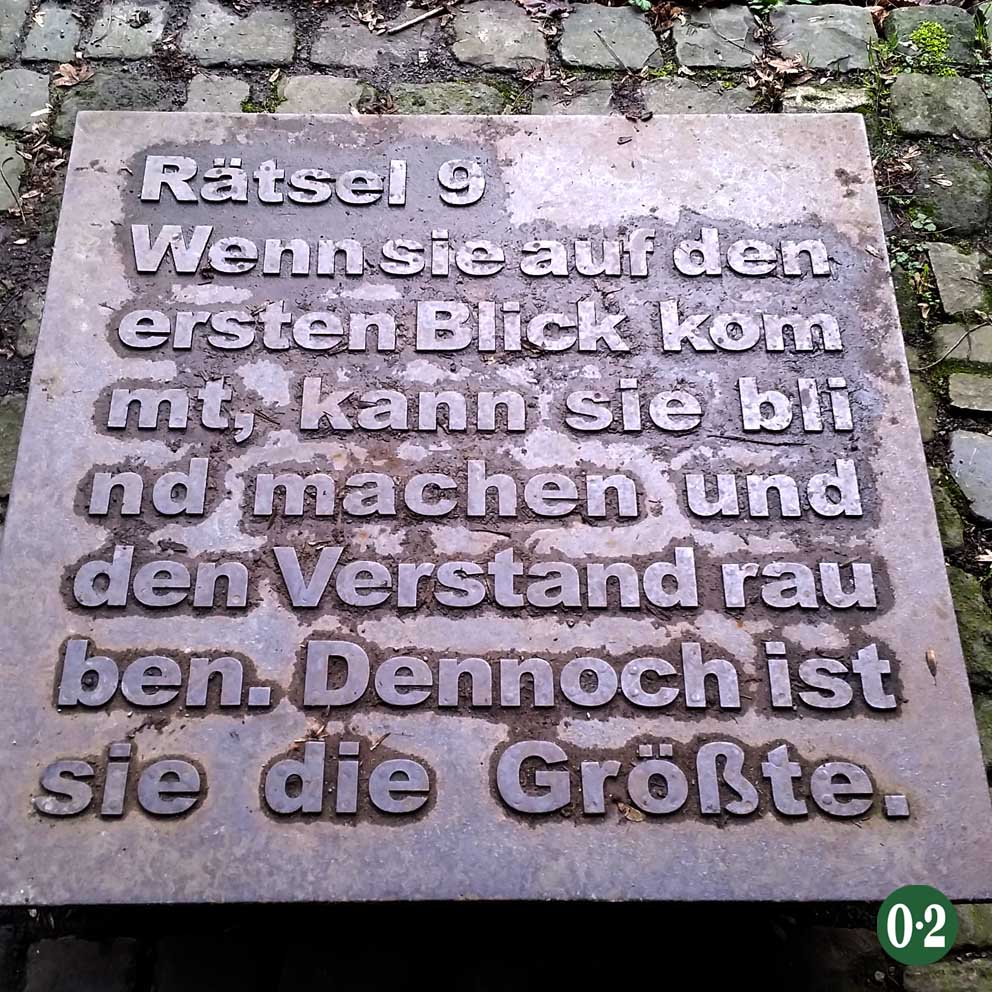 Rätsel 9
Wenn sie auf den
ersten Blick kom
mt, kann sie bli
nd machen und
den Verstand rau
ben. Dennoch ist
sie die Größte.
0·2